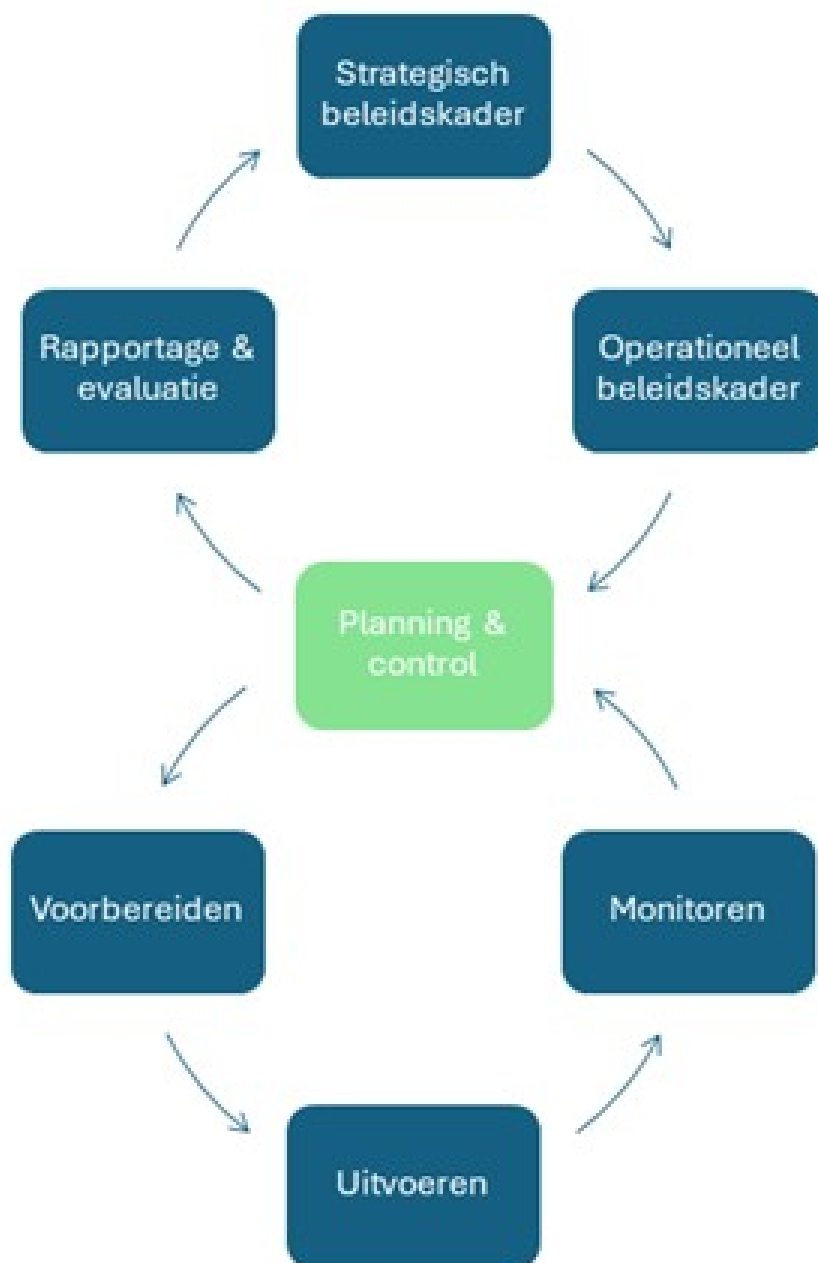 Strategisch
beleidskader
Rapportage &
evaluatie
Operationeel
beleidskader
Planning &
control
Voorbereiden
Monitoren
Uitvoeren